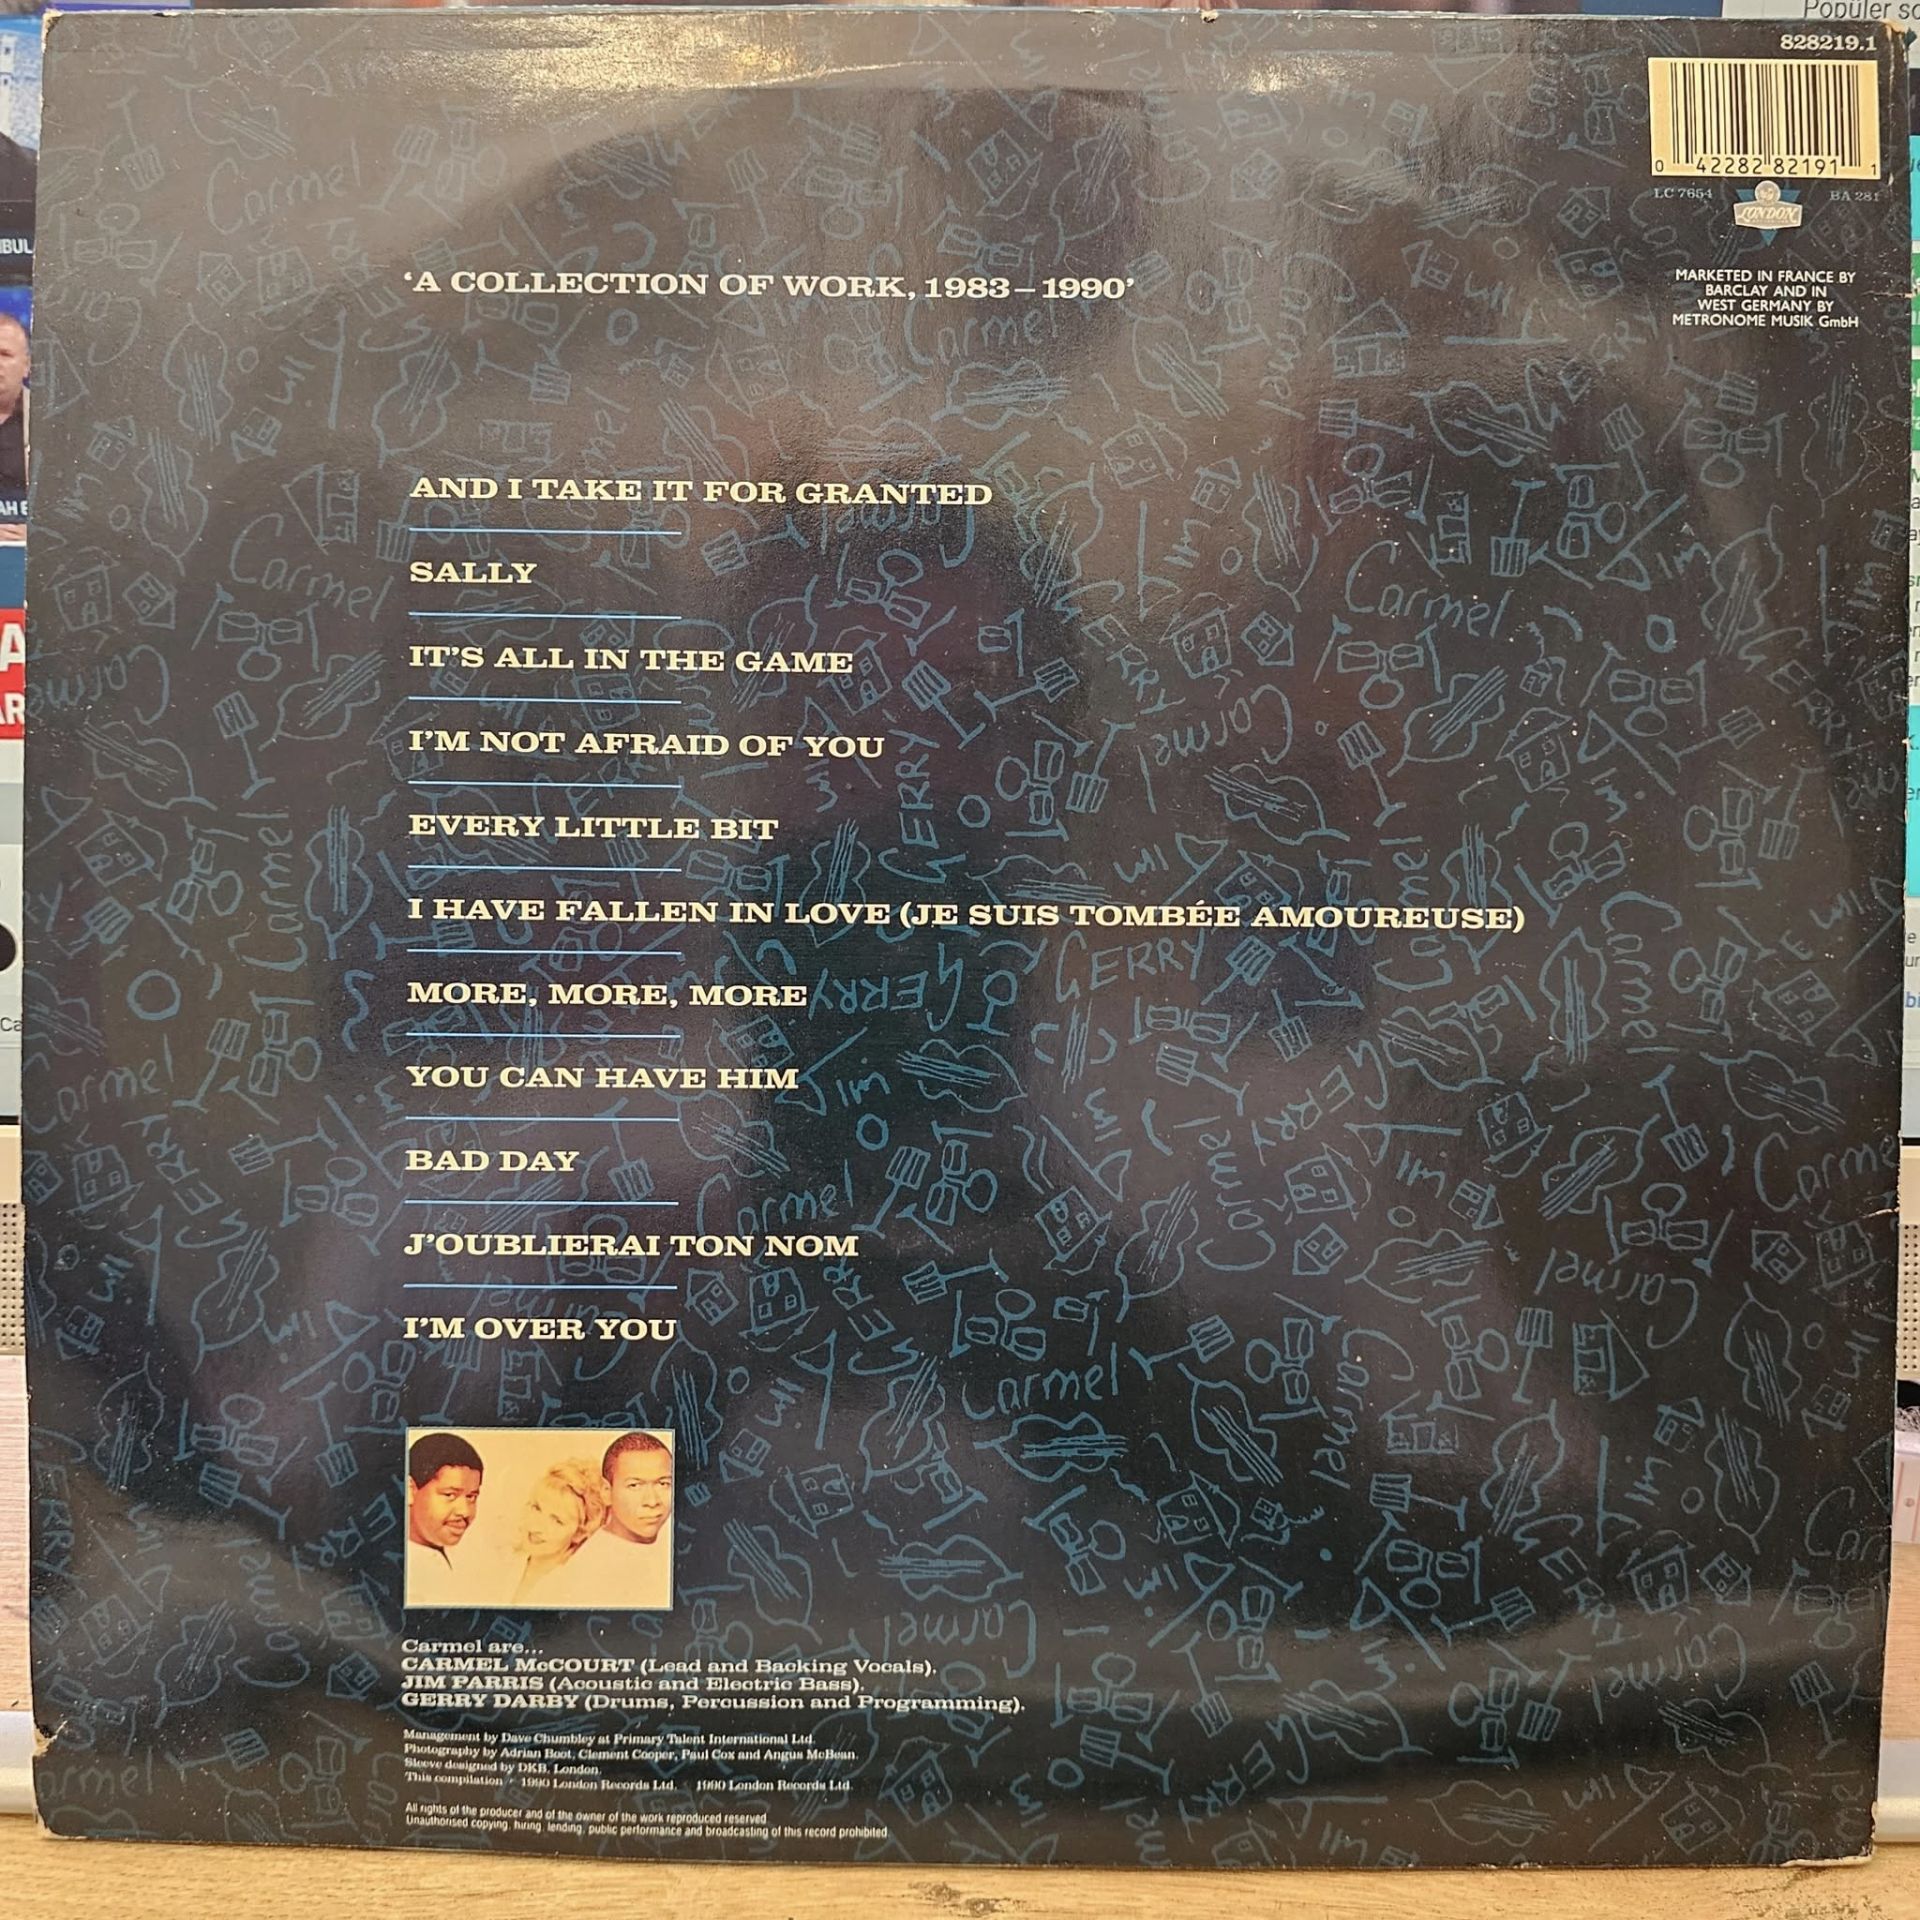 828219.1
0 42282 82191 1
LC 7654
LONDON
BA 281
MARKETED IN FRANCE BY
BARCLAY AND IN
WEST GERMANY BY
METRONOME MUSIK GmbH
‘A COLLECTION OF WORK, 1983–1990’
AND I TAKE IT FOR GRANTED
SALLY
IT’S ALL IN THE GAME
I’M NOT AFRAID OF YOU
EVERY LITTLE BIT
I HAVE FALLEN IN LOVE (JE SUIS TOMBÉE AMOUREUSE)
MORE, MORE, MORE
YOU CAN HAVE HIM
BAD DAY
J’OUBLIERAI TON NOM
I’M OVER YOU
Carmel are...
CARMEL McCOURT (Lead and Backing Vocals).
JIM PARRIS (Acoustic and Electric Bass).
GERRY DARBY (Drums, Percussion and Programming).
Management by Dave Chumbley at Primary Talent International Ltd.
Photography by Adrian Boot, Clement Cooper, Paul Cox and Angus McBean.
Sleeve designed by DKB, London.
This compilation 1990 London Records Ltd. 1990 London Records Ltd.
All rights of the producer and of the owner of the work reproduced reserved.
Unauthorised copying, hiring, lending, public performance and broadcasting of this record prohibited.